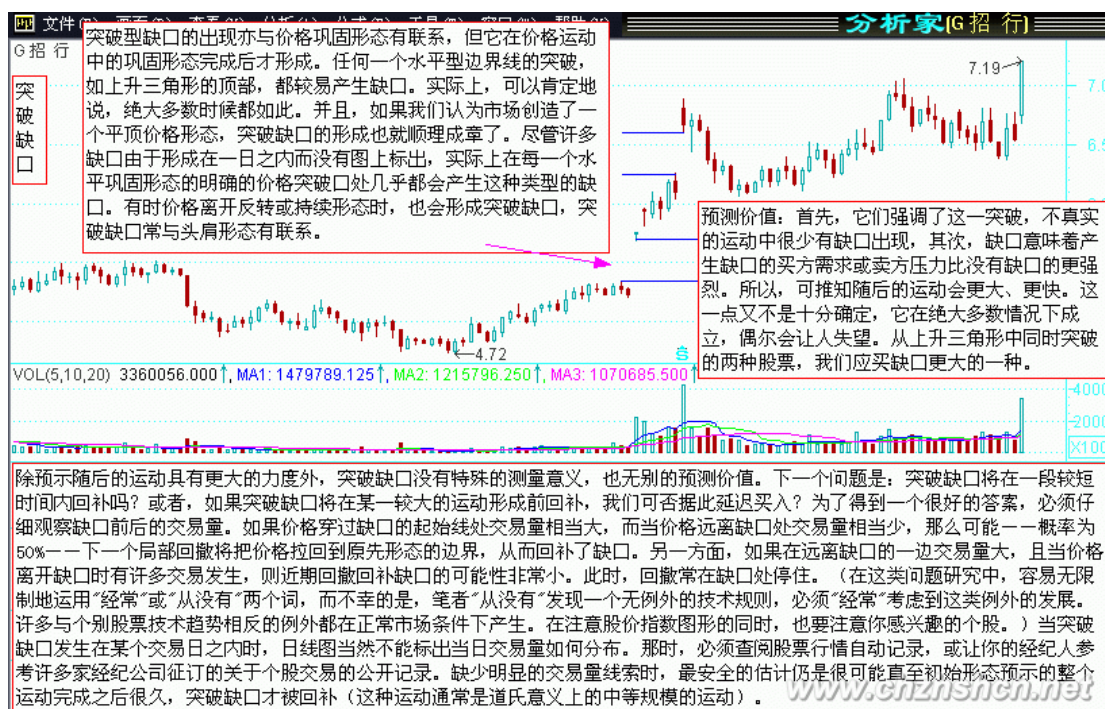 文件
分析家(G招行)
G招行
突破缺口
突破型缺口的出现亦与价格巩固形态有联系，但它在价格运动
中的巩固形态完成后才形成。任何一个水平型边界线的突破，
如上升三角形的顶部，都较易产生缺口。实际上，可以肯定地
说，绝大多数时候都如此。并且，如果我们认为市场创造了一
个平顶价格形态，突破缺口的形成也就顺理成章了。尽管许多
缺口由于形成在一日之内而没有图上标出，实际上在每一个水
平巩固形态的明确的价格突破口处几乎都会产生这种类型的缺
口。有时价格离开反转或持续形态时，也会形成突破缺口，突
破缺口常与头肩形态有联系。
7.19
7.0
6.5
预测价值：首先，它们强调了这一突破，不真实
的运动中很少有缺口出现，其次，缺口意味着产
生缺口的买方需求或卖方压力比没有缺口的更强
烈。所以，可推知随后的运动会更大、更快。这
一点又不是十分确定，它在绝大多数情况下成
立，偶尔会让人失望。从上升三角形中同时突破
的两种股票，我们应买缺口更大的一种。
4.72
VOL(5,10,20) 3360056.000↑,MA1:1479789.125↑,MA2:1215796.250↑,MA3:1070685.500↑
4000
2000
X100
除预示随后的运动具有更大的力度外，突破缺口没有特殊的测量意义，也无别的预测价值。下一个问题是：突破缺口将在一段较短
时间内回补吗？或者，如果突破缺口将在某一较大的运动形成前回补，我们可否据此延迟买入？为了得到一个很好的答案，必须仔
细观察缺口前后的交易量。如果价格穿过缺口的起始线处交易量相当大，而当价格远离缺口处交易量相当少，那么可能——概率为
50%——下一个局部回撤将把价格拉回到原先形态的边界，从而回补了缺口。另一方面，如果在远离缺口的一边交易量大，且当价格
离开缺口时有许多交易发生，则近期回撤回补缺口的可能性非常小。此时，回撤常在缺口处停住。（在这类问题研究中，容易无限
制地运用"经常"或"从没有"两个词，而不幸的是，笔者"从没有"发现一个无例外的技术规则，必须"经常"考虑到这类例外的发展。
许多与个别股票技术趋势相反的例外都在正常市场条件下产生。在注意股价指数图形的同时，也要注意你感兴趣的个股。）当突破
缺口发生在某个交易日之内时，日线图当然不能标出当日交易量如何分布。那时，必须查阅股票行情自动记录，或让你的经纪人参
考许多家经纪公司征订的关于个股交易的公开记录。缺少明显的交易量线索时，最安全的估计仍是很可能直至初始形态预示的整个
运动完成之后很久，突破缺口才被回补（这种运动通常是道氏意义上的中等规模的运动）。
www.chzhshch.net